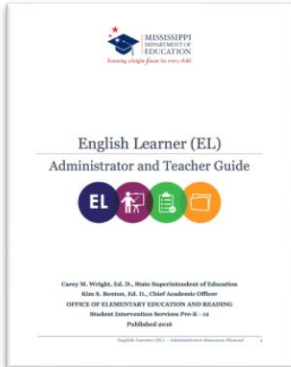 MISSISSIPPI
DEPARTMENT OF
EDUCATION
Ensuring a bright future for every child
English Learner (EL)
Administrator and Teacher Guide
EL
Carey M. Wright, Ed. D., State Superintendent of Education
Kim S. Benton, Ed. D., Chief Academic Officer
OFFICE OF ELEMENTARY EDUCATION AND READING
Student Intervention Services Pre-K - 12
Published 2016
English Learner (EL) - Administrator Resource Manual 1